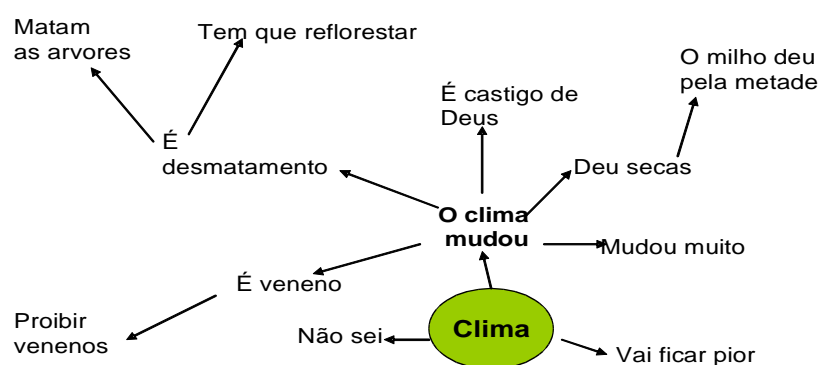 Matam
as arvores
Tem que reflorestar
O milho deu
pela metade
É castigo de
Deus
É
desmatamento
Deu secas
O clima
mudou
Mudou muito
É veneno
Proibir
venenos
Não sei
Clima
Vai ficar pior